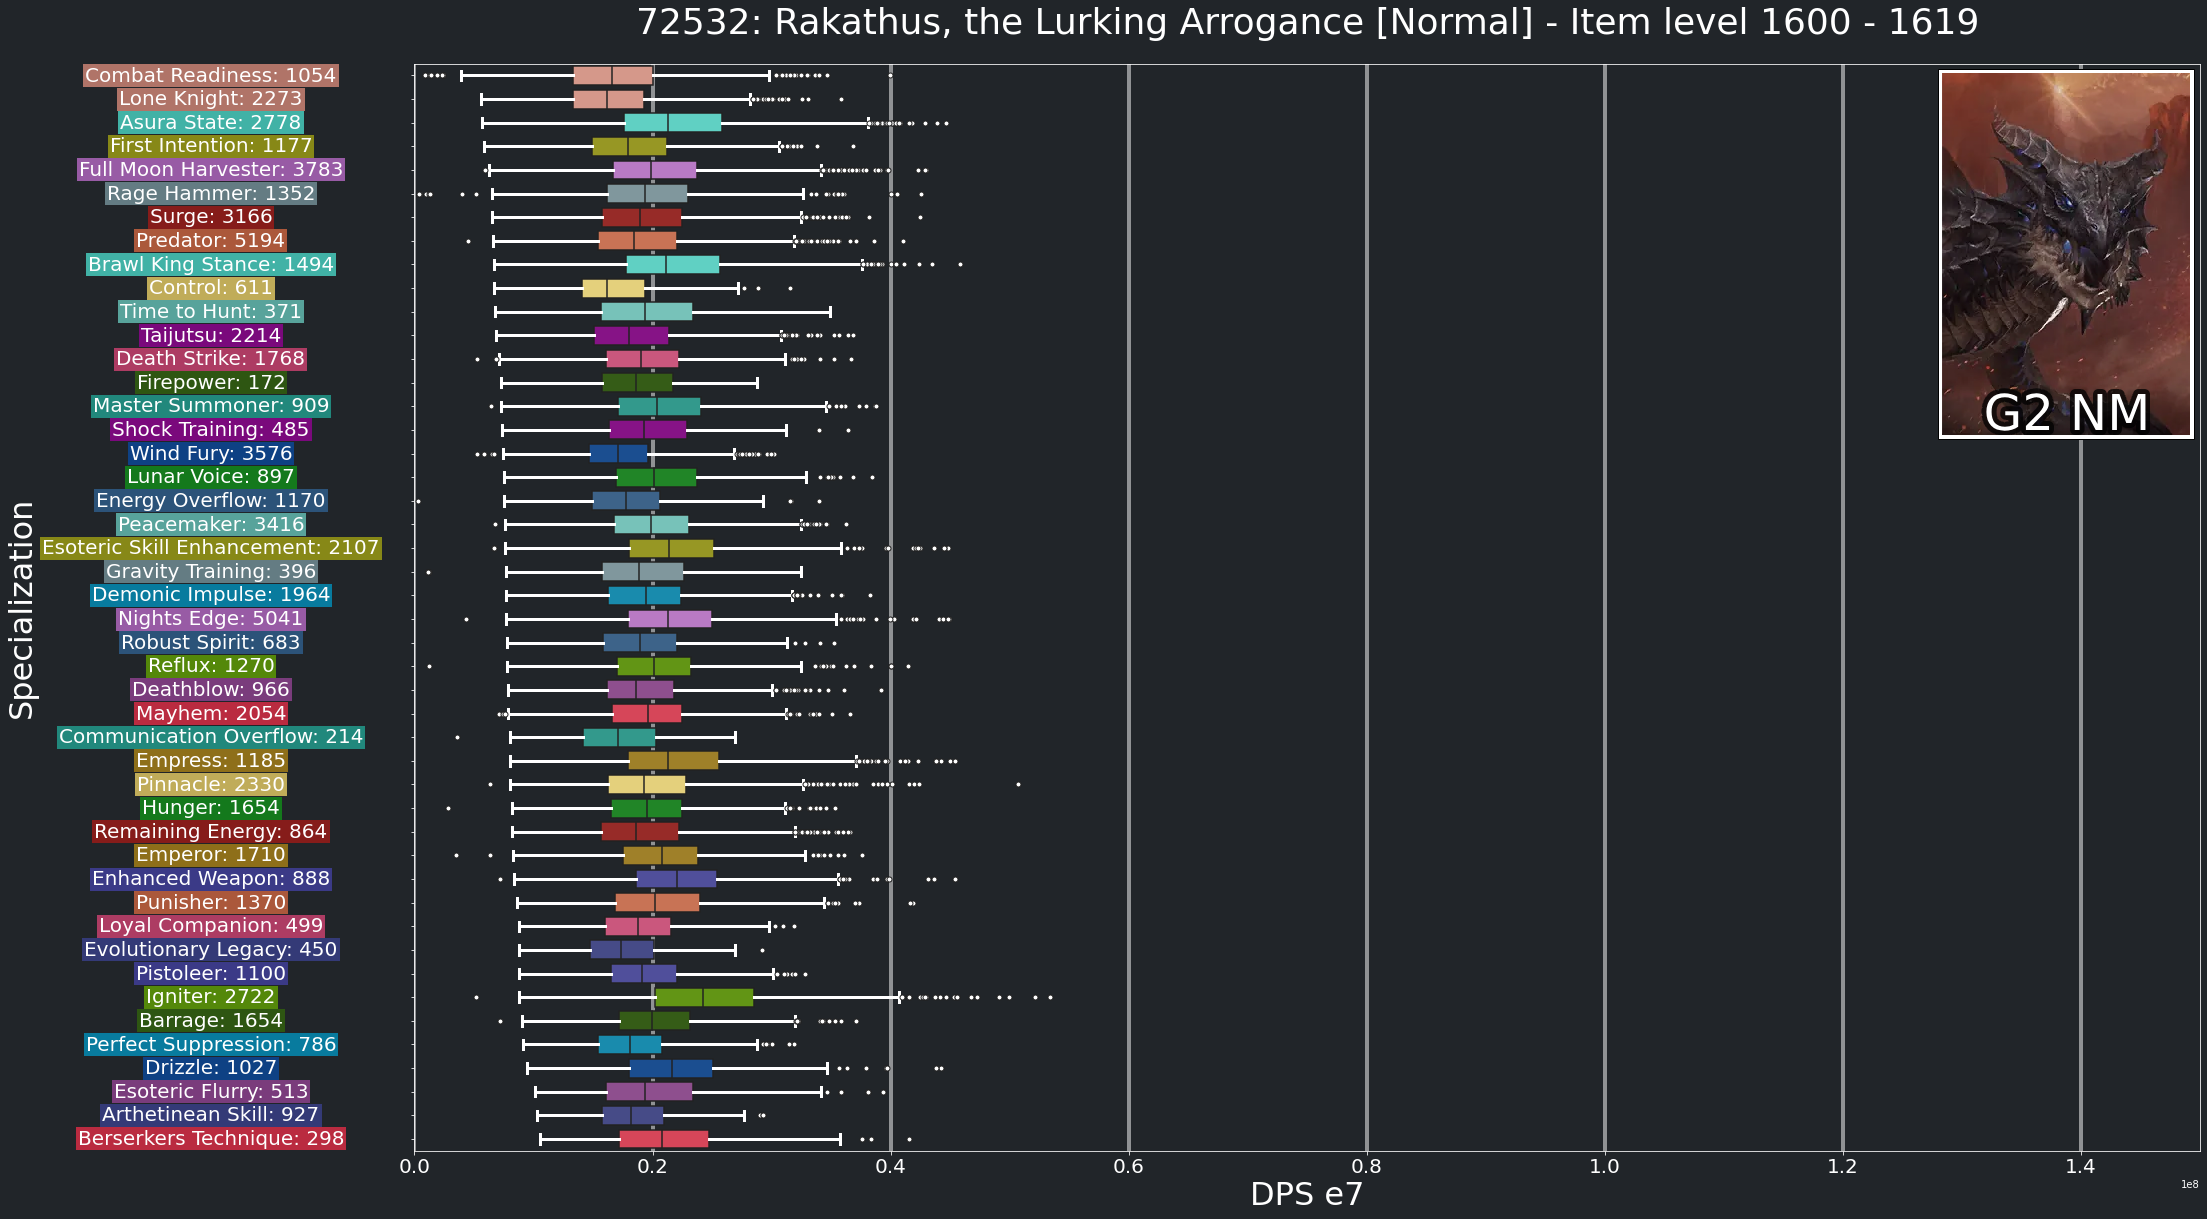 72532: Rakathus, the Lurking Arrogance [Normal] - Item level 1600 - 1619
Specialization
Combat Readiness: 1054
Lone Knight: 2273
Asura State: 2778
First Intention: 1177
Full Moon Harvester: 3783
Rage Hammer: 1352
Surge: 3166
Predator: 5194
Brawl King Stance: 1494
Control: 611
Time to Hunt: 371
Taijutsu: 2214
Death Strike: 1768
Firepower: 172
Master Summoner: 909
Shock Training: 485
Wind Fury: 3576
Lunar Voice: 897
Energy Overflow: 1170
Peacemaker: 3416
Esoteric Skill Enhancement: 2107
Gravity Training: 396
Demonic Impulse: 1964
Nights Edge: 5041
Robust Spirit: 683
Reflux: 1270
Deathblow: 966
Mayhem: 2054
Communication Overflow: 214
Empress: 1185
Pinnacle: 2330
Hunger: 1654
Remaining Energy: 864
Emperor: 1710
Enhanced Weapon: 888
Punisher: 1370
Loyal Companion: 499
Evolutionary Legacy: 450
Pistoleer: 1100
Igniter: 2722
Barrage: 1654
Perfect Suppression: 786
Drizzle: 1027
Esoteric Flurry: 513
Arthetinean Skill: 927
Berserkers Technique: 298
G2 NM
0.0 0.2 0.4 0.6 0.8 1.0 1.2 1.4
1e8
DPS e7